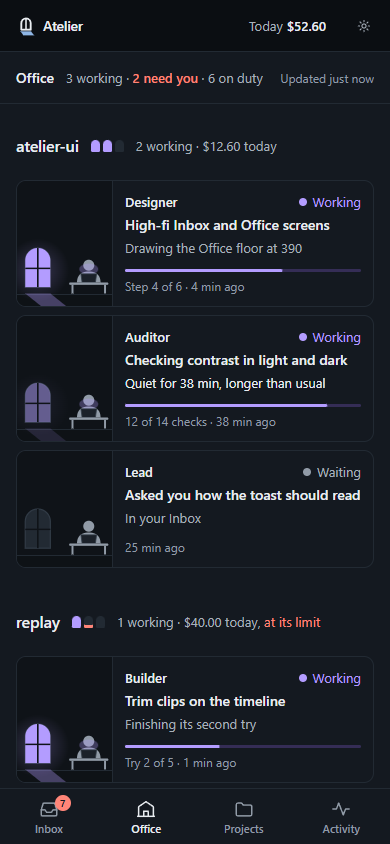 Atelier
Today $52.60
Office 3 working · 2 need you · 6 on duty Updated just now
atelier-ui 2 working · $12.60 today
Designer Working
High-fi Inbox and Office screens
Drawing the Office floor at 390
Step 4 of 6 · 4 min ago
Auditor Working
Checking contrast in light and dark
Quiet for 38 min, longer than usual
12 of 14 checks · 38 min ago
Lead Waiting
Asked you how the toast should read
In your Inbox
25 min ago
replay 1 working · $40.00 today, at its limit
Builder Working
Trim clips on the timeline
Finishing its second try
Try 2 of 5 · 1 min ago
7
Inbox Office Projects Activity